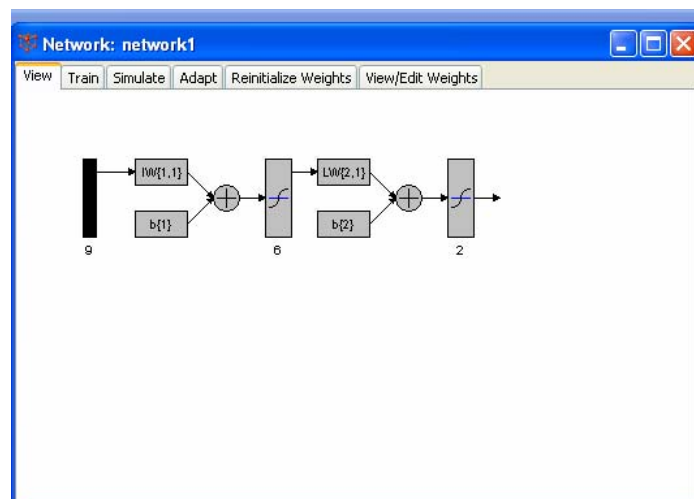 Network: network1
View Train Simulate Adapt Reinitialize Weights View/Edit Weights
IW{1,1} LW{2,1}
b{1} b{2}
9 6 2